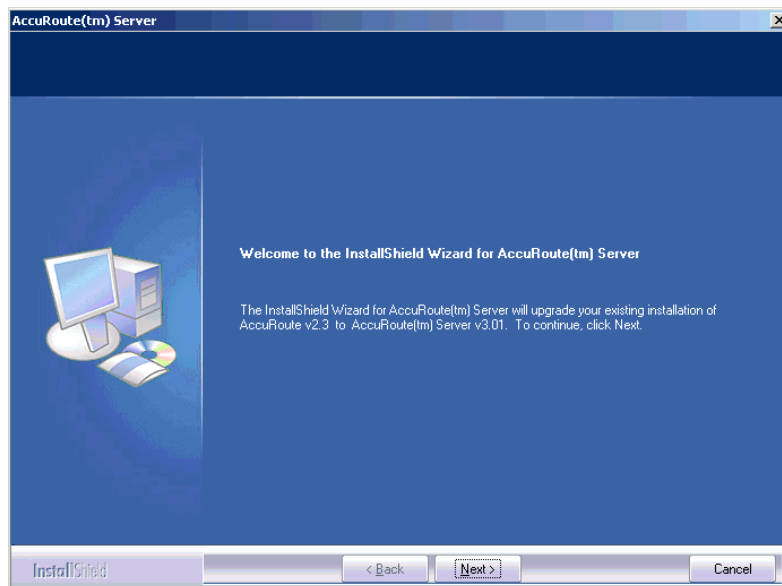 AccuRoute(tm) Server
Welcome to the InstallShield Wizard for AccuRoute(tm) Server
The InstallShield Wizard for AccuRoute(tm) Server will upgrade your existing installation of
AccuRoute v2.3 to AccuRoute(tm) Server v3.01. To continue, click Next.
InstallShield
< Back
Next >
Cancel